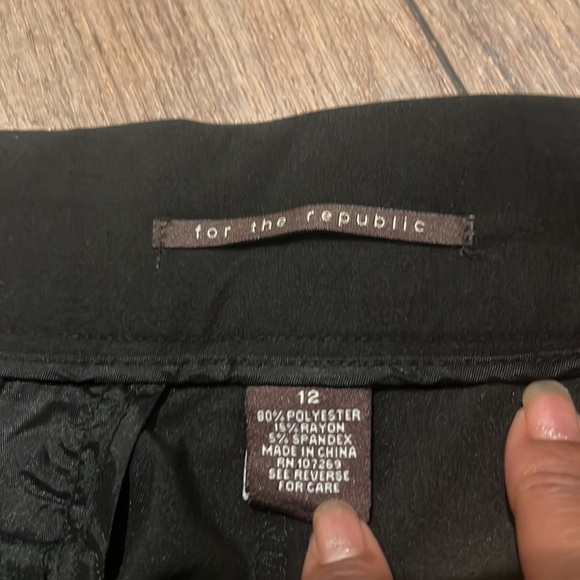 for the republic
12
80% POLYESTER
15% RAYON
5% SPANDEX
MADE IN CHINA
RN 107269
SEE REVERSE
FOR CARE